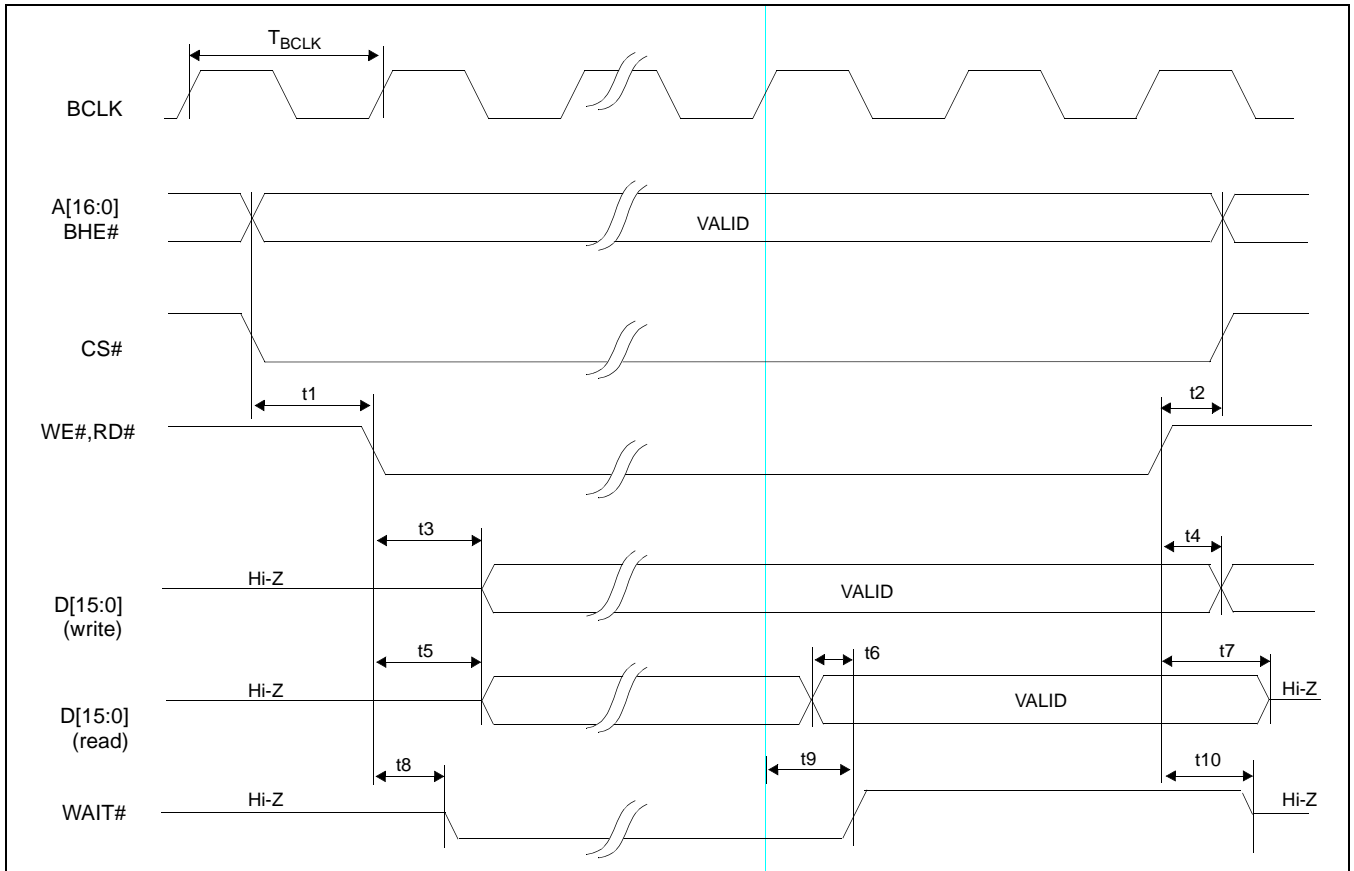 TBCLK
BCLK
A[16:0]
BHE#
VALID
CS#
t1
t2
WE#,RD#
t3
t4
Hi-Z
VALID
D[15:0]
(write)
t5
t6
t7
Hi-Z
VALID
Hi-Z
D[15:0]
(read)
t8
t9
t10
Hi-Z
Hi-Z
WAIT#